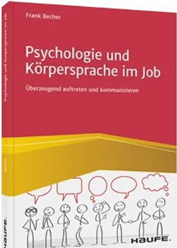 Frank Becher
Psychologie und
Körpersprache im Job
Überzeugend auftreten und kommunizieren
HAUFE.